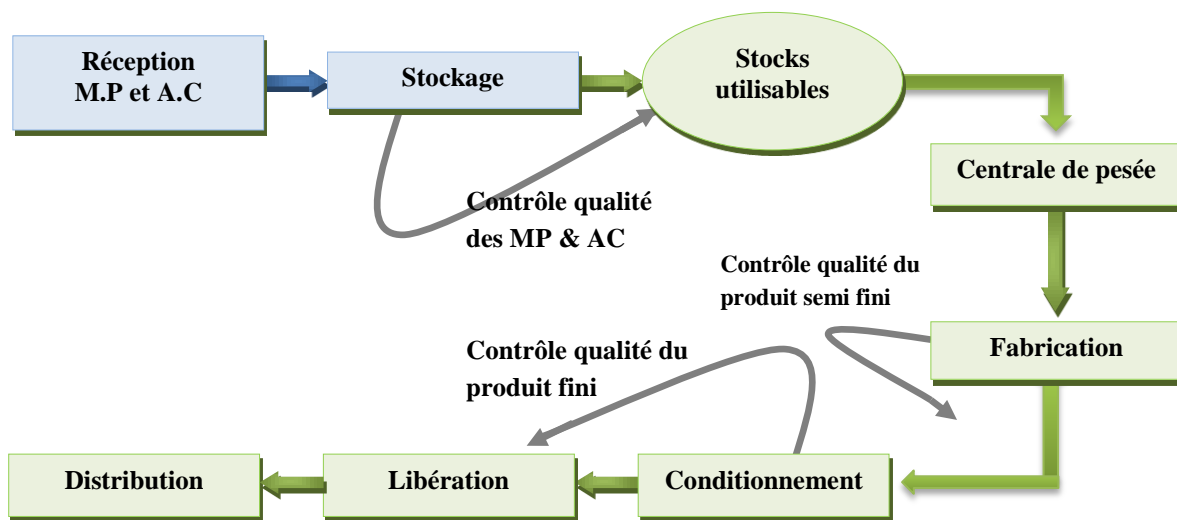 Réception
M.P et A.C
Stockage
Stocks
utilisables
Centrale de pesée
Contrôle qualité
des MP & AC
Contrôle qualité du
produit semi fini
Fabrication
Contrôle qualité du
produit fini
Distribution
Libération
Conditionnement